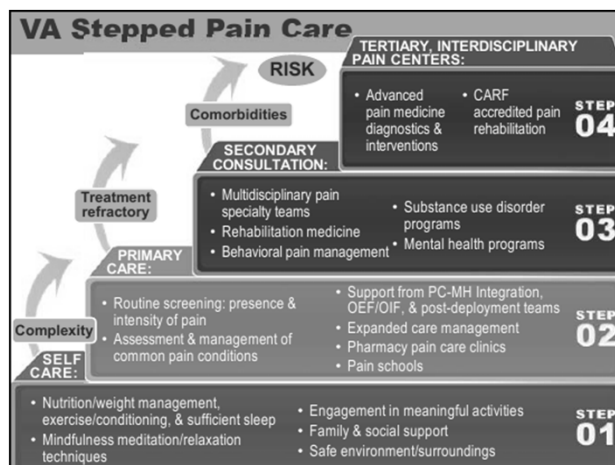 VA Stepped Pain Care
RISK
TERTIARY, INTERDISCIPLINARY
PAIN CENTERS:
• Advanced
pain medicine
diagnostics &
interventions
• CARF
accredited pain
rehabilitation
STEP
04
Comorbidities
SECONDARY
CONSULTATION:
• Multidisciplinary pain
specialty teams
• Rehabilitation medicine
• Behavioral pain management
• Substance use disorder
programs
• Mental health programs
STEP
03
Treatment
refractory
PRIMARY
CARE:
• Routine screening: presence &
intensity of pain
• Assessment & management of
common pain conditions
• Support from PC-MH Integration,
OEF/OIF, & post-deployment teams
• Expanded care management
• Pharmacy pain care clinics
• Pain schools
STEP
02
Complexity
SELF
CARE:
• Nutrition/weight management,
exercise/conditioning, & sufficient sleep
• Mindfulness meditation/relaxation
techniques
• Engagement in meaningful activities
• Family & social support
• Safe environment/surroundings
STEP
01